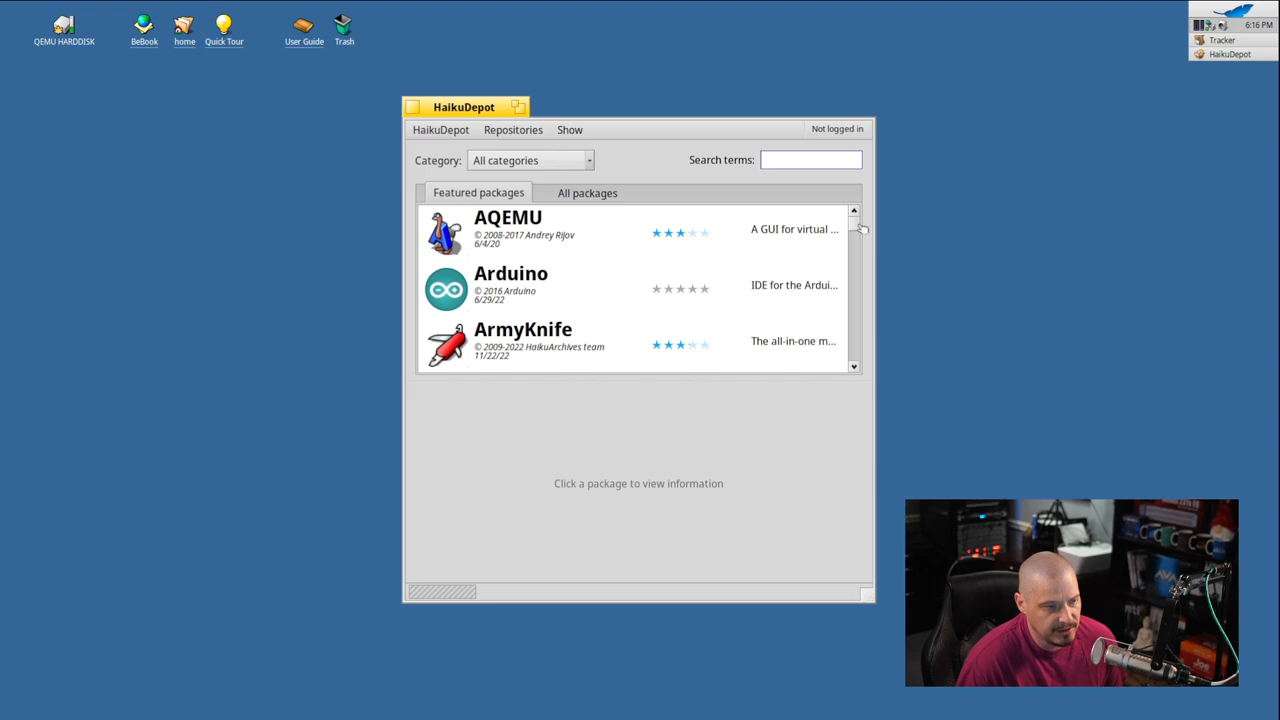 QEMU HARDDISK
BeBook
home
Quick Tour
User Guide
Trash
6:16 PM
Tracker
HaikuDepot
HaikuDepot
HaikuDepot Repositories Show
Not logged in
Category: All categories
Search terms:
Featured packages
All packages
AQEMU
© 2008-2017 Andrey Rijov
6/4/20
A GUI for virtual ...
Arduino
© 2016 Arduino
6/29/22
IDE for the Ardui...
ArmyKnife
© 2009-2022 HaikuArchives team
11/22/22
The all-in-one m...
Click a package to view information
AVA
JOE